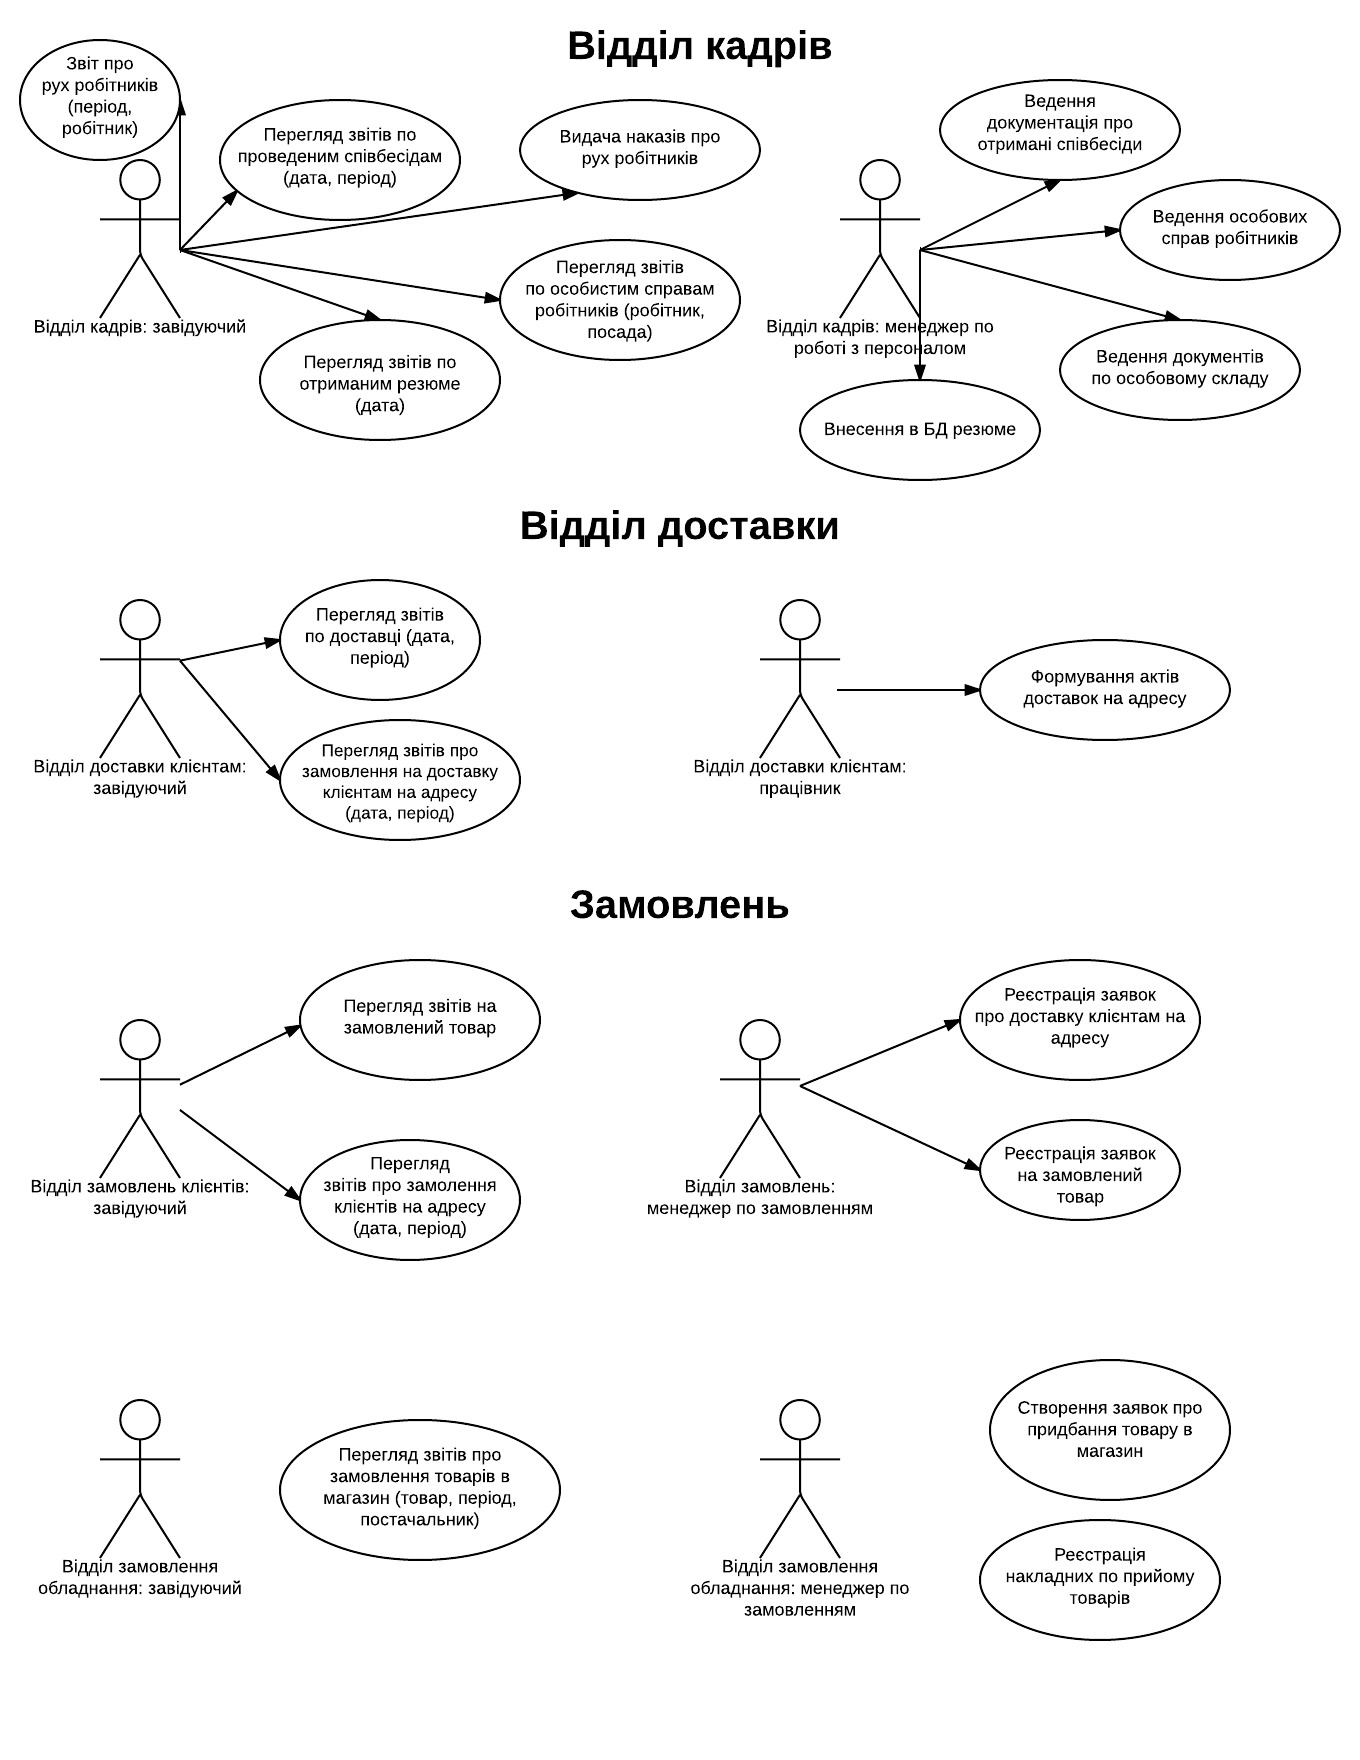 Відділ кадрів
Звіт про
рух робітників
(період,
робітник)
Перегляд звітів по
проведеним співбесідам
(дата, період)
Видача наказів про
рух робітників
Перегляд звітів
по особистим справам
робітників (робітник,
посада)
Перегляд звітів по
отриманим резюме
(дата)
Відділ кадрів: завідуючий
Ведення
документація про
отримані співбесіди
Ведення особових
справ робітників
Ведення документів
по особовому складу
Відділ кадрів: менеджер по
роботі з персоналом
Внесення в БД резюме
Відділ доставки
Перегляд звітів
по доставці (дата,
період)
Перегляд звітів про
замовлення на доставку
клієнтам на адресу
(дата, період)
Відділ доставки клієнтам:
завідуючий
Формування актів
доставок на адресу
Відділ доставки клієнтам:
працівник
Замовлень
Перегляд звітів на
замовлений товар
Перегляд
звітів про замолення
клієнтів на адресу
(дата, період)
Відділ замовлень клієнтів:
завідуючий
Реєстрація заявок
про доставку клієнтам на
адресу
Реєстрація заявок
на замовлений
товар
Відділ замовлень:
менеджер по замовленням
Перегляд звітів про
замовлення товарів в
магазин (товар, період,
постачальник)
Відділ замовлення
обладнання: завідуючий
Створення заявок про
придбання товару в
магазин
Реєстрація
накладних по прийому
товарів
Відділ замовлення
обладнання: менеджер по
замовленням